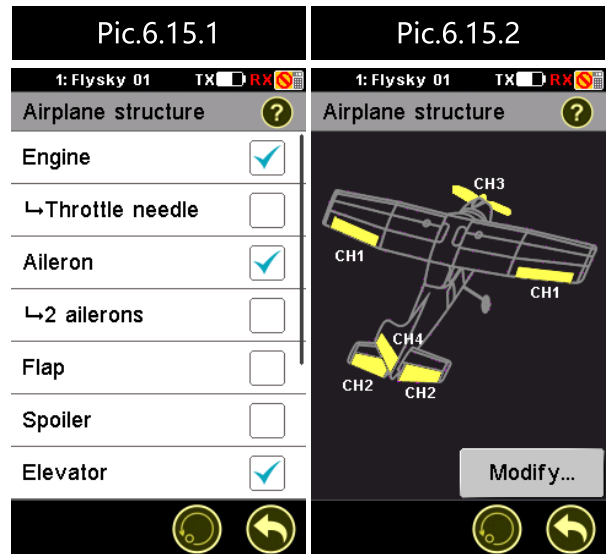 Pic.6.15.1
1: Flysky 01 TX RX
Airplane structure ?
Engine
↳Throttle needle
Aileron
↳2 ailerons
Flap
Spoiler
Elevator
Pic.6.15.2
1: Flysky 01 TX RX
Airplane structure ?
CH3
CH1
CH1
CH4
CH2
CH2
Modify...